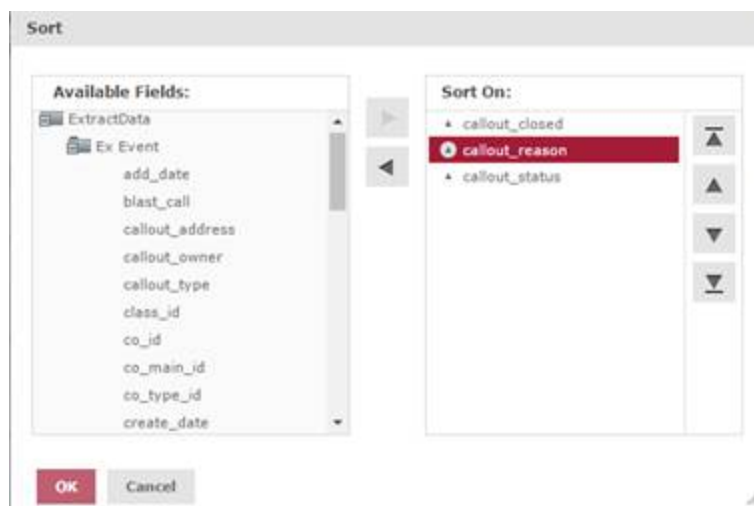 Sort
Available Fields:
ExtractData
Ex Event
add_date
blast_call
callout_address
callout_owner
callout_type
class_id
co_id
co_main_id
co_type_id
create_date
Sort On:
callout_closed
callout_reason
callout_status
OK
Cancel